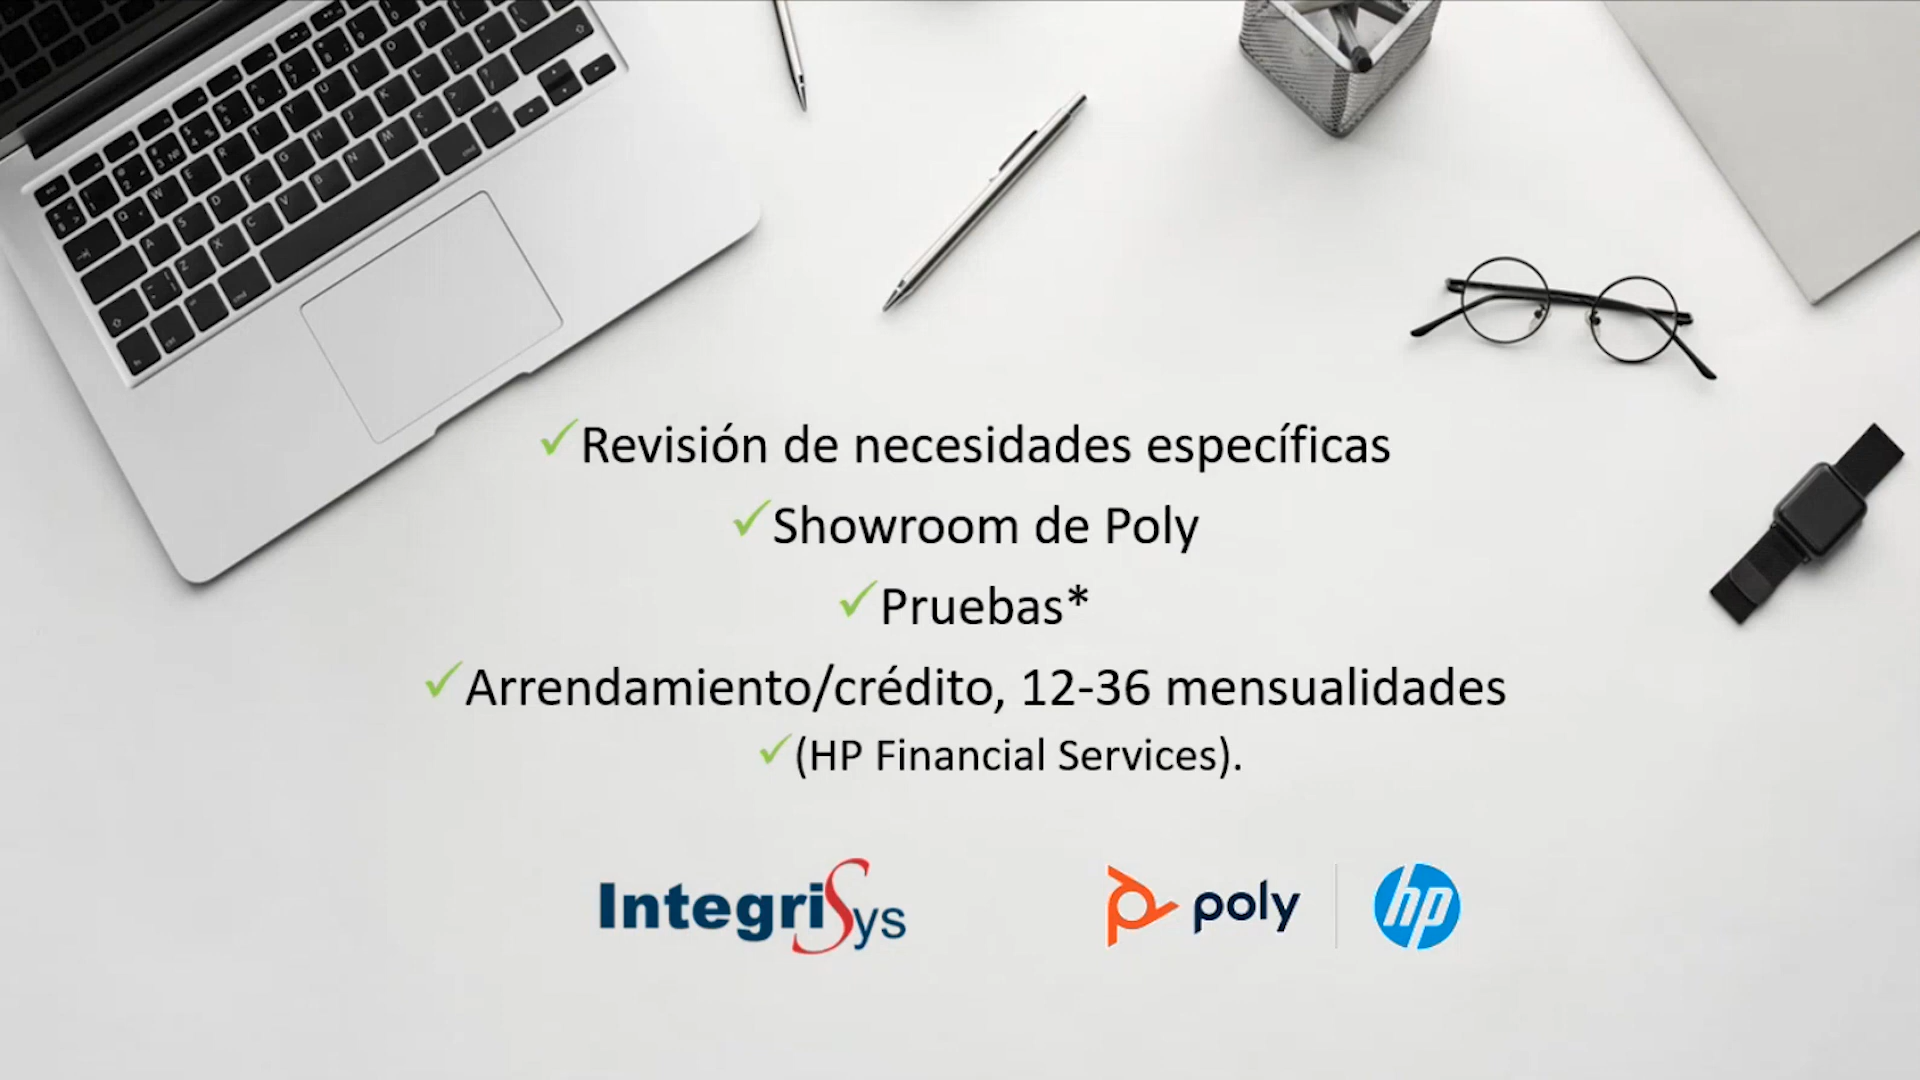 ✓Revisión de necesidades específicas
✓Showroom de Poly
✓Pruebas*
✓Arrendamiento/crédito, 12-36 mensualidades
✓(HP Financial Services).
IntegriSys
poly
hp